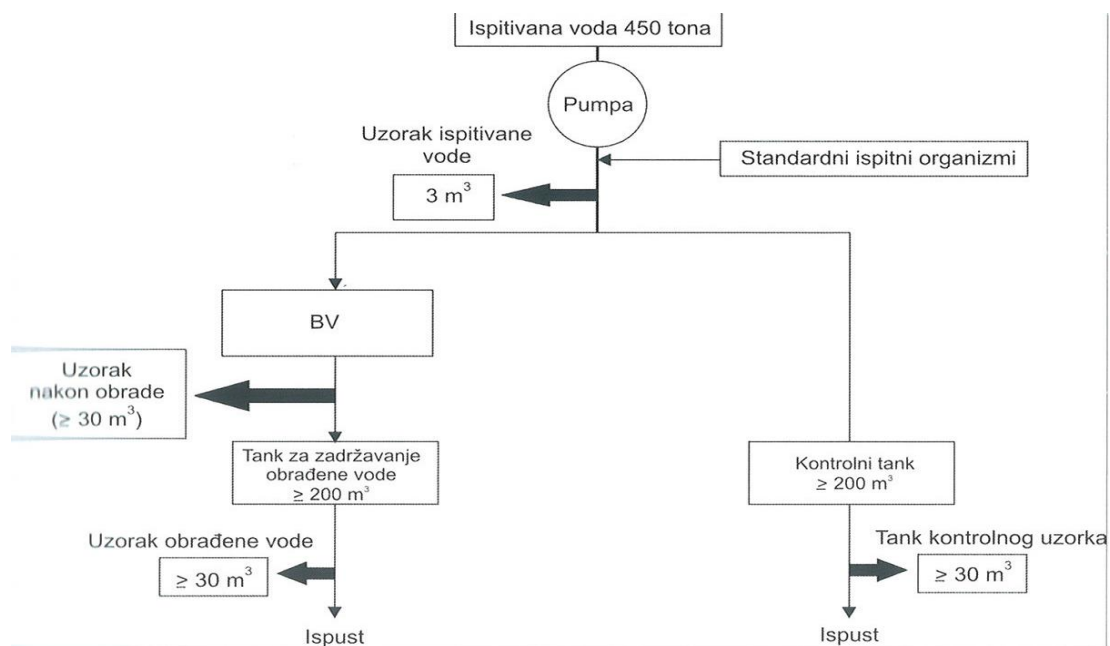 Ispitivana voda 450 tona
Pumpa
Uzorak ispitivane
vode
3 m³
Standardni ispitni organizmi
BV
Uzorak
nakon obrade
(≥ 30 m³)
Tank za zadržavanje
obrađene vode
≥ 200 m³
Kontrolni tank
≥ 200 m³
Uzorak obrađene vode
≥ 30 m³
Tank kontrolnog uzorka
≥ 30 m³
Ispust
Ispust